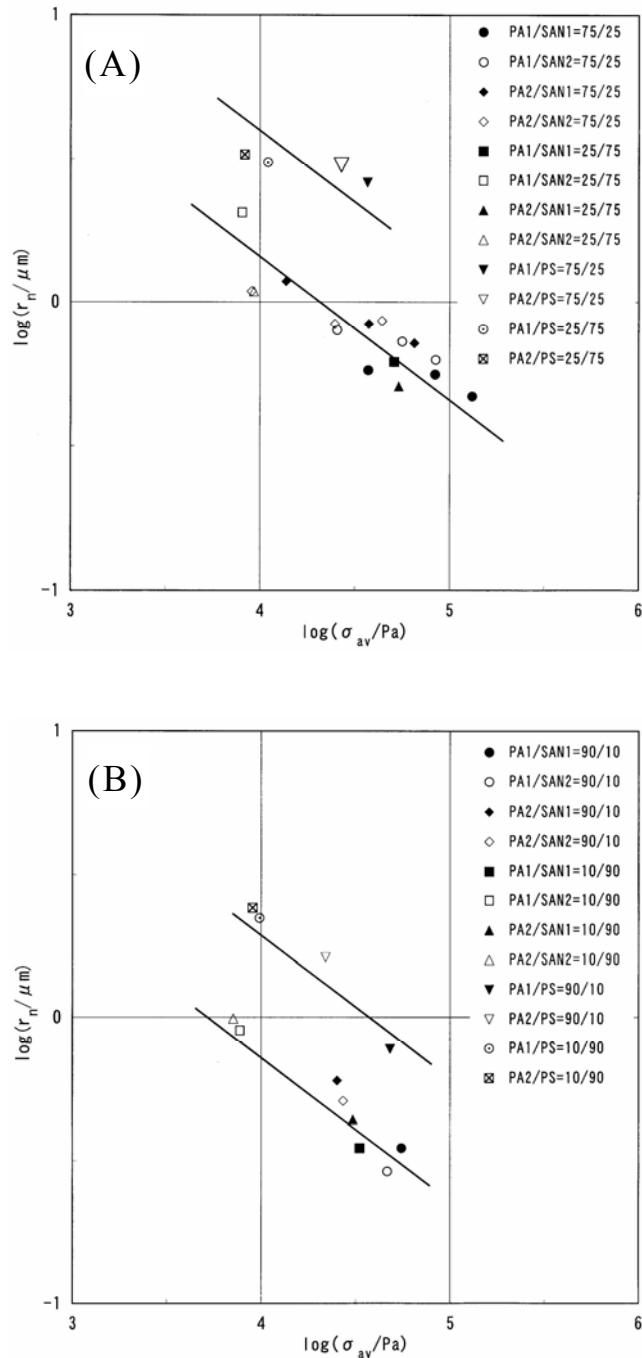 (A)
1
0
-1
log(r_n/μm)
3
4
5
6
log(σ_av/Pa)
PA1/SAN1=75/25
PA1/SAN2=75/25
PA2/SAN1=75/25
PA2/SAN2=75/25
PA1/SAN1=25/75
PA1/SAN2=25/75
PA2/SAN1=25/75
PA2/SAN2=25/75
PA1/PS=75/25
PA2/PS=75/25
PA1/PS=25/75
PA2/PS=25/75
(B)
1
0
-1
log(r_n/μm)
3
4
5
6
log(σ_av/Pa)
PA1/SAN1=90/10
PA1/SAN2=90/10
PA2/SAN1=90/10
PA2/SAN2=90/10
PA1/SAN1=10/90
PA1/SAN2=10/90
PA2/SAN1=10/90
PA2/SAN2=10/90
PA1/PS=90/10
PA2/PS=90/10
PA1/PS=10/90
PA2/PS=10/90